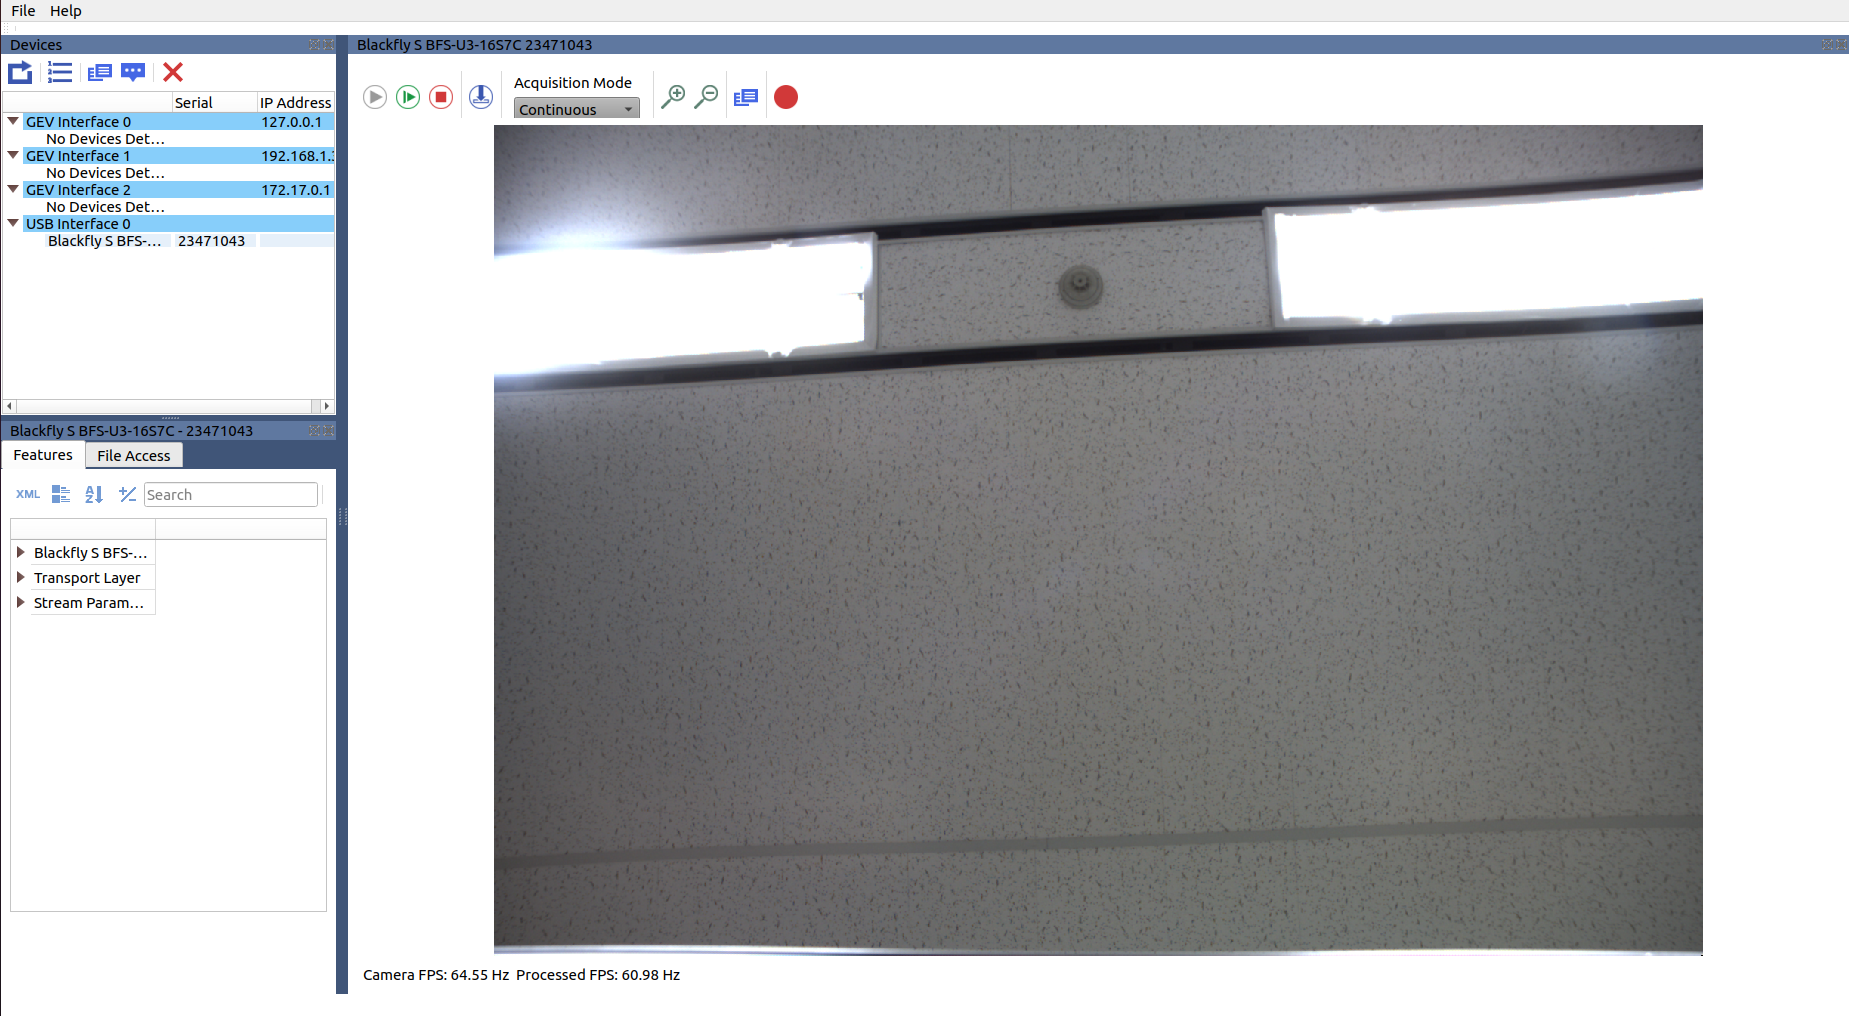 File Help
Devices
Serial IP Address
GEV Interface 0 127.0.0.1
No Devices Det...
GEV Interface 1 192.168.1.
No Devices Det...
GEV Interface 2 172.17.0.1
No Devices Det...
USB Interface 0
Blackfly S BFS-... 23471043
Blackfly S BFS-U3-16S7C - 23471043
Features File Access
XML Search
Blackfly S BFS-...
Transport Layer
Stream Param...
Blackfly S BFS-U3-16S7C 23471043
Acquisition Mode
Continuous
Camera FPS: 64.55 Hz Processed FPS: 60.98 Hz